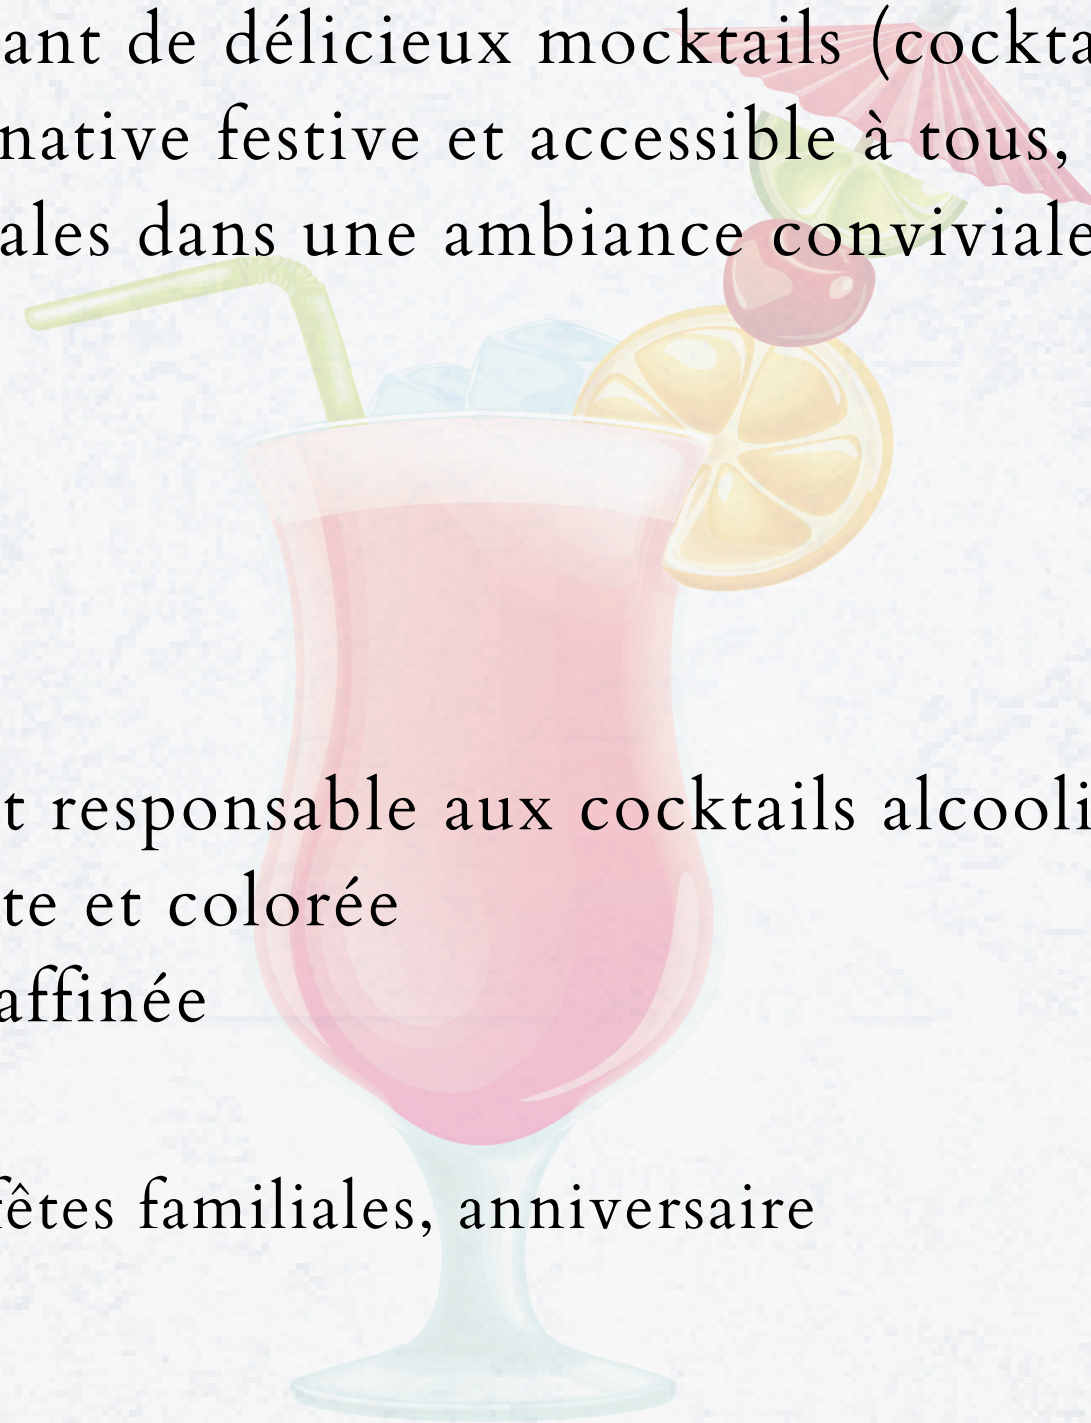 ant de délicieux mocktails (cockta
native festive et accessible à tous,
ales dans une ambiance conviviale
t responsable aux cocktails alcooli
te et colorée
affinée
fêtes familiales, anniversaire